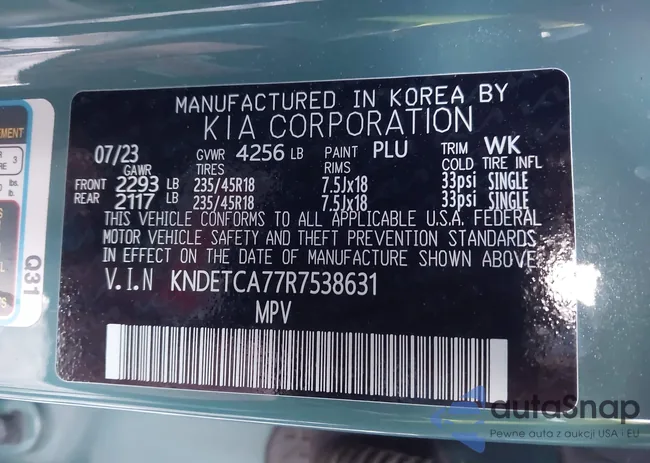 MANUFACTURED IN KOREA BY
KIA CORPORATION
07/23 GVWR 4256 LB PAINT PLU TRIM WK
GAWR TIRES RIMS COLD TIRE INFL
FRONT 2293 LB 235/45R18 7.5Jx18 33psi SINGLE
REAR 2117 LB 235/45R18 7.5Jx18 33psi SINGLE
THIS VEHICLE CONFORMS TO ALL APPLICABLE U.S.A. FEDERAL
MOTOR VEHICLE SAFETY AND THEFT PREVENTION STANDARDS
IN EFFECT ON THE DATE OF MANUFACTURE SHOWN ABOVE.
V.I.N KNDETCA77R7538631
MPV
EMENT
3
lbs.
Q31
autoSnap
Pewne auta z aukcji USA i EU